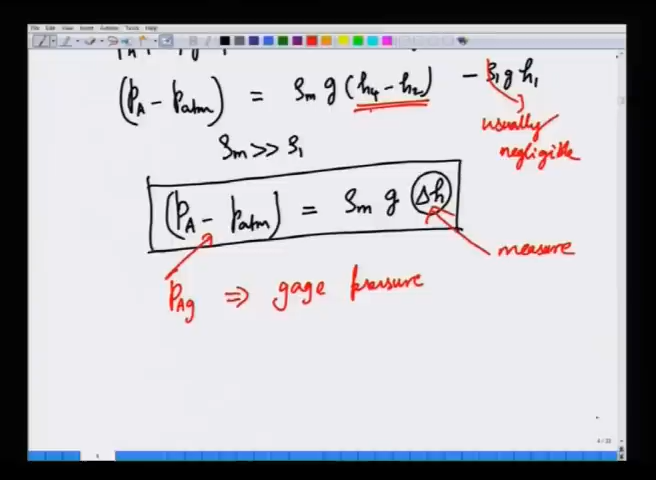 (PA − Patm) = ρm g (h4 − h2) − ρ1 g h1
usually negligible
ρm >> ρ1
(PA − Patm) = ρm g (Δh)
measure
PAg ⇒ gage pressure